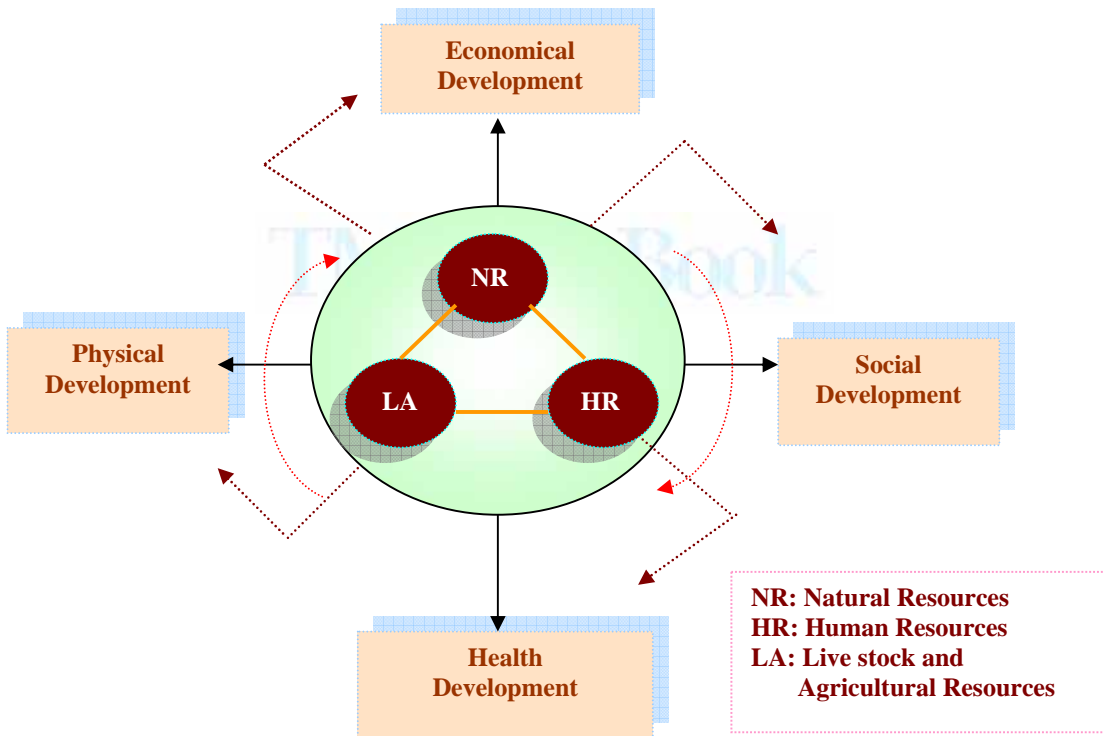 Economical
Development
NR
Physical
Development
LA
HR
Social
Development
Health
Development
NR: Natural Resources
HR: Human Resources
LA: Live stock and
Agricultural Resources
Book